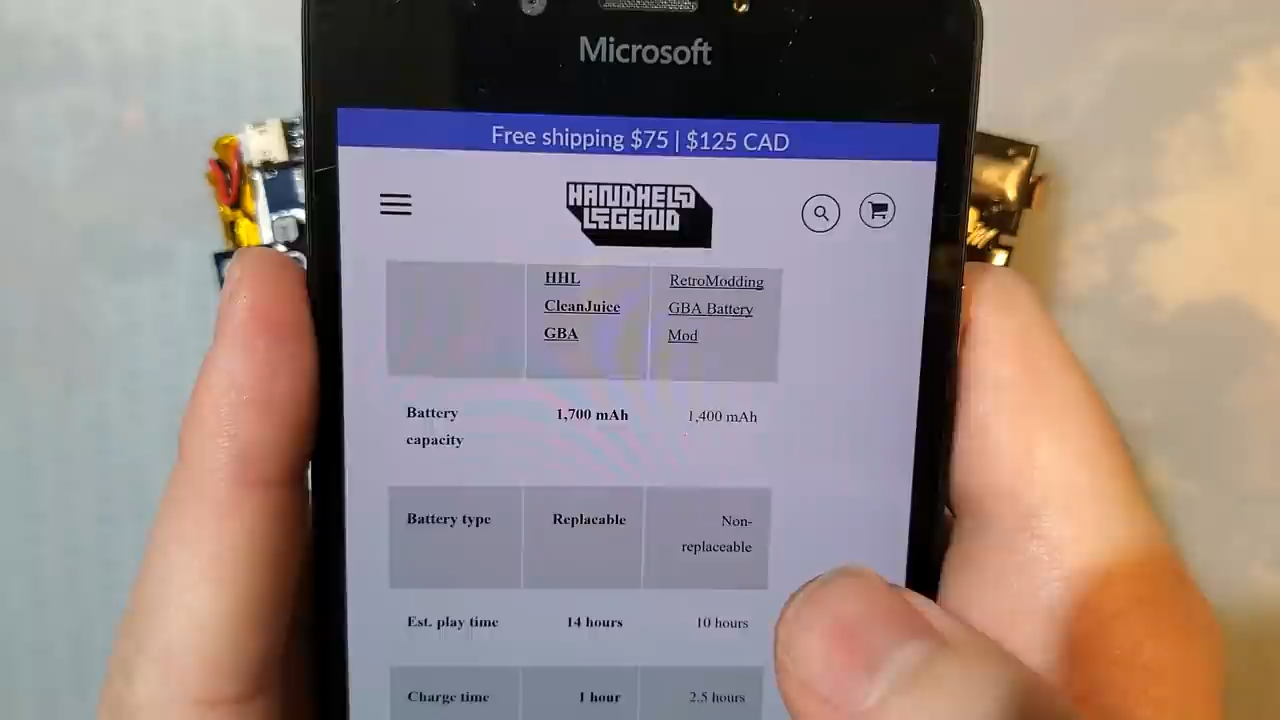 Microsoft
Free shipping $75 | $125 CAD
HANDHELD
LEGEND
HHL
CleanJuice
GBA
RetroModding
GBA Battery
Mod
Battery
capacity
1,700 mAh
1,400 mAh
Battery type
Replacable
Non-
replaceable
Est. play time
14 hours
10 hours
Charge time
1 hour
2.5 hours